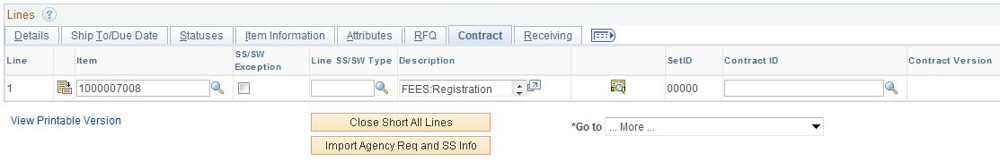 Lines
Details Ship To/Due Date Statuses Item Information Attributes RFQ Contract Receiving
Line Item SS/SW Exception Line SS/SW Type Description SetID Contract ID Contract Version
1 1000007008 FEES:Registration 00000
View Printable Version Close Short All Lines *Go to ... More ...
Import Agency Req and SS Info